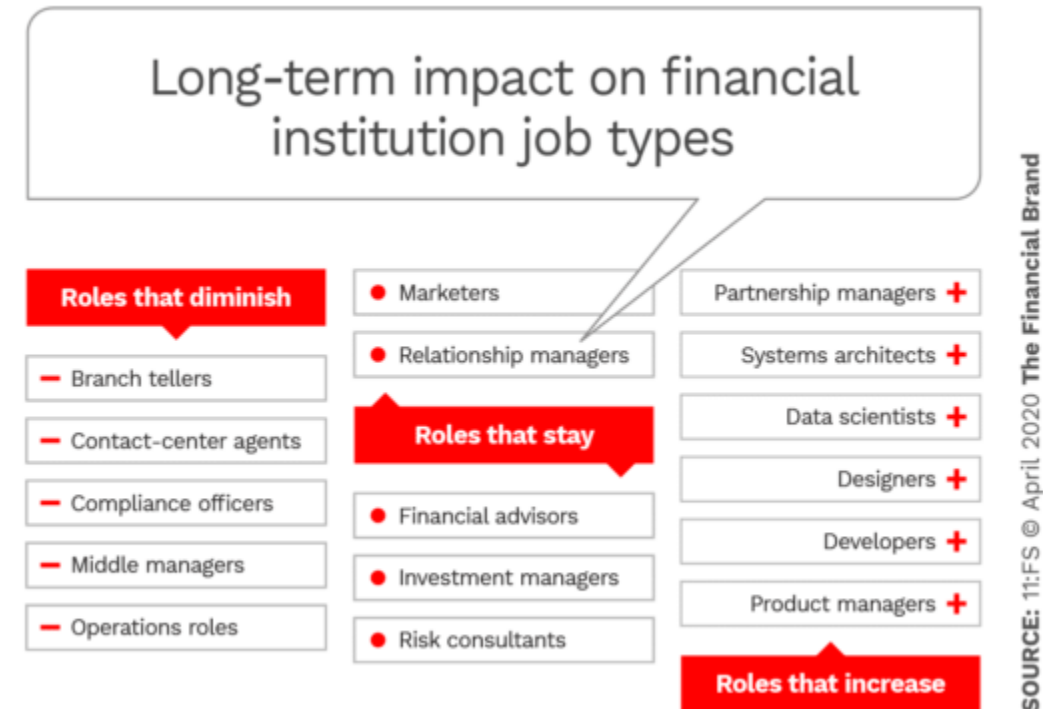 Long-term impact on financial
institution job types
Roles that diminish
Branch tellers
Contact-center agents
Compliance officers
Middle managers
Operations roles
Marketers
Relationship managers
Roles that stay
Financial advisors
Investment managers
Risk consultants
Partnership managers
Systems architects
Data scientists
Designers
Developers
Product managers
Roles that increase
SOURCE: 11:FS © April 2020 The Financial Brand